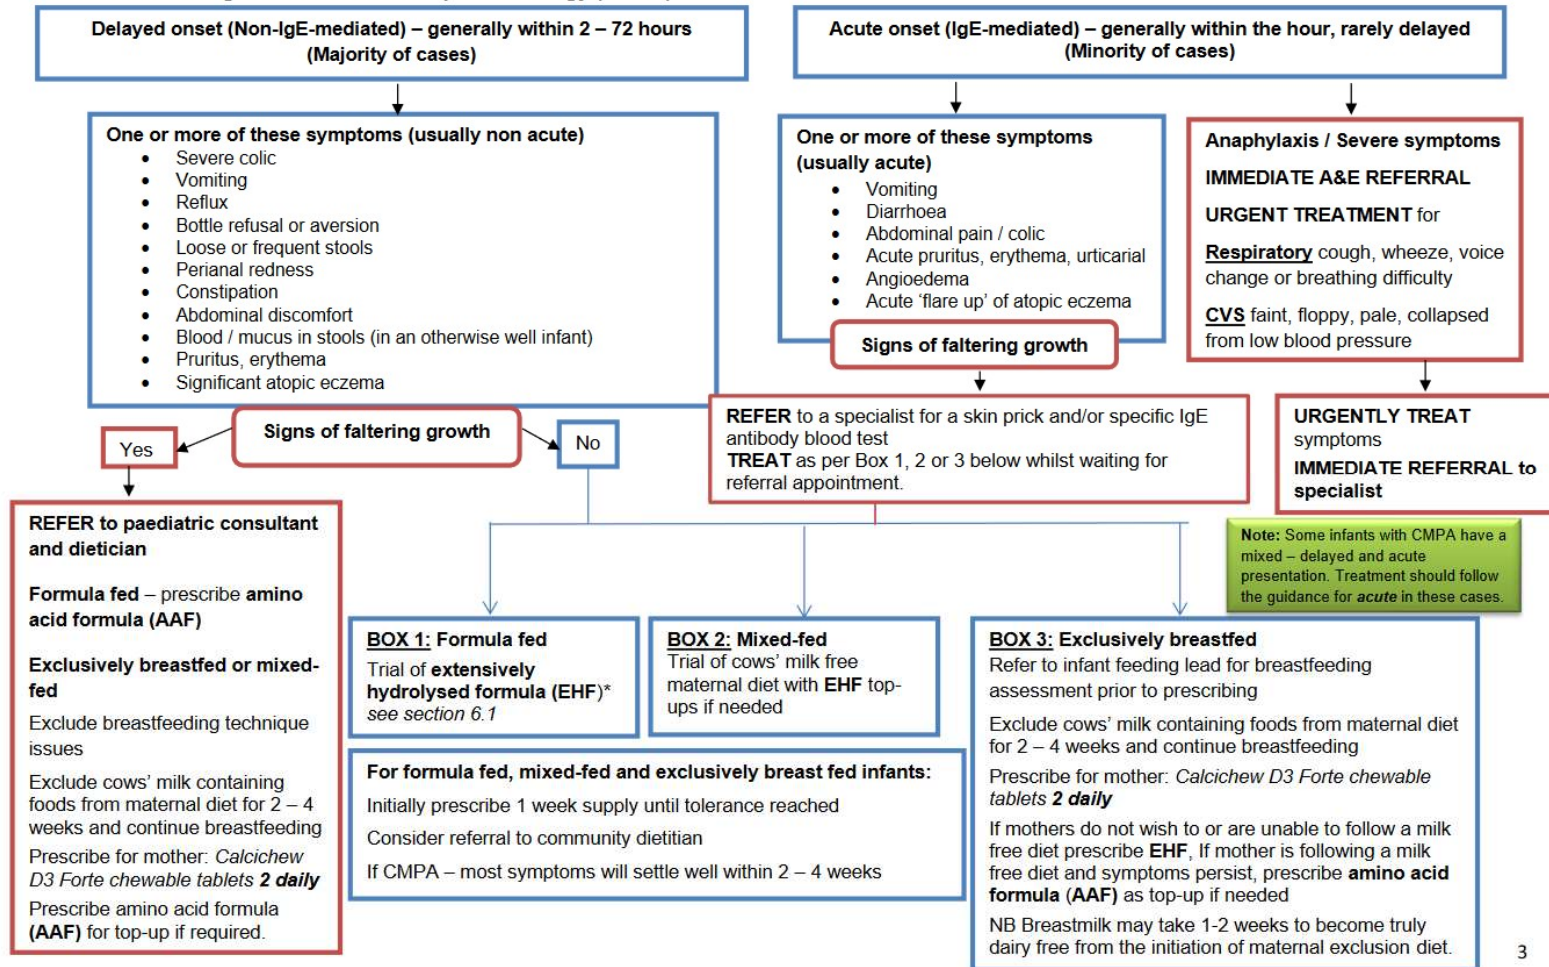 Delayed onset (Non-IgE-mediated) – generally within 2 – 72 hours
(Majority of cases)
Acute onset (IgE-mediated) – generally within the hour, rarely delayed
(Minority of cases)
One or more of these symptoms (usually non acute)
• Severe colic
• Vomiting
• Reflux
• Bottle refusal or aversion
• Loose or frequent stools
• Perianal redness
• Constipation
• Abdominal discomfort
• Blood / mucus in stools (in an otherwise well infant)
• Pruritus, erythema
• Significant atopic eczema
One or more of these symptoms
(usually acute)
• Vomiting
• Diarrhoea
• Abdominal pain / colic
• Acute pruritus, erythema, urticarial
• Angioedema
• Acute ‘flare up’ of atopic eczema
Signs of faltering growth
Anaphylaxis / Severe symptoms
IMMEDIATE A&E REFERRAL
URGENT TREATMENT for
Respiratory cough, wheeze, voice
change or breathing difficulty
CVS faint, floppy, pale, collapsed
from low blood pressure
Yes
Signs of faltering growth
No
REFER to a specialist for a skin prick and/or specific IgE
antibody blood test
TREAT as per Box 1, 2 or 3 below whilst waiting for
referral appointment.
URGENTLY TREAT
symptoms
IMMEDIATE REFERRAL to
specialist
REFER to paediatric consultant
and dietician
Formula fed – prescribe amino
acid formula (AAF)
Exclusively breastfed or mixed-
fed
Exclude breastfeeding technique
issues
Exclude cows’ milk containing
foods from maternal diet for 2 – 4
weeks and continue breastfeeding
Prescribe for mother: Calcichew
D3 Forte chewable tablets 2 daily
Prescribe amino acid formula
(AAF) for top-up if required.
Note: Some infants with CMPA have a
mixed – delayed and acute
presentation. Treatment should follow
the guidance for acute in these cases.
BOX 1: Formula fed
Trial of extensively
hydrolysed formula (EHF)*
see section 6.1
BOX 2: Mixed-fed
Trial of cows’ milk free
maternal diet with EHF top-
ups if needed
BOX 3: Exclusively breastfed
Refer to infant feeding lead for breastfeeding
assessment prior to prescribing
Exclude cows’ milk containing foods from maternal diet
for 2 – 4 weeks and continue breastfeeding
Prescribe for mother: Calcichew D3 Forte chewable
tablets 2 daily
If mothers do not wish to or are unable to follow a milk
free diet prescribe EHF, If mother is following a milk
free diet and symptoms persist, prescribe amino acid
formula (AAF) as top-up if needed
NB Breastmilk may take 1-2 weeks to become truly
dairy free from the initiation of maternal exclusion diet.
For formula fed, mixed-fed and exclusively breast fed infants:
Initially prescribe 1 week supply until tolerance reached
Consider referral to community dietitian
If CMPA – most symptoms will settle well within 2 – 4 weeks
3